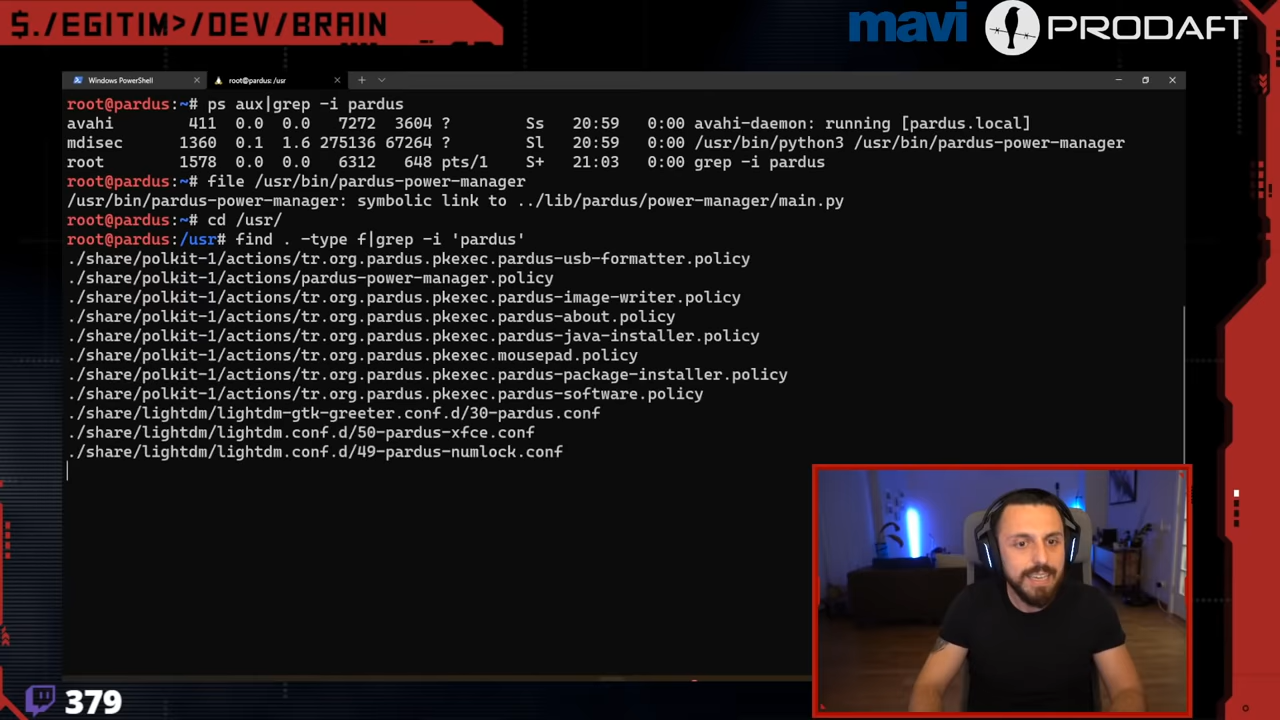 $./EGITIM>/DEV/BRAIN
mavi
PRODAFT
Windows PowerShell
root@pardus: /usr
root@pardus:~# ps aux|grep -i pardus
avahi 411 0.0 0.0 7272 3604 ? Ss 20:59 0:00 avahi-daemon: running [pardus.local]
mdisec 1360 0.1 1.6 275136 67264 ? Sl 20:59 0:00 /usr/bin/python3 /usr/bin/pardus-power-manager
root 1578 0.0 0.0 6312 648 pts/1 S+ 21:03 0:00 grep -i pardus
root@pardus:~# file /usr/bin/pardus-power-manager
/usr/bin/pardus-power-manager: symbolic link to ../lib/pardus/power-manager/main.py
root@pardus:~# cd /usr/
root@pardus:/usr# find . -type f|grep -i 'pardus'
./share/polkit-1/actions/tr.org.pardus.pkexec.pardus-usb-formatter.policy
./share/polkit-1/actions/pardus-power-manager.policy
./share/polkit-1/actions/tr.org.pardus.pkexec.pardus-image-writer.policy
./share/polkit-1/actions/tr.org.pardus.pkexec.pardus-about.policy
./share/polkit-1/actions/tr.org.pardus.pkexec.pardus-java-installer.policy
./share/polkit-1/actions/tr.org.pardus.pkexec.mousepad.policy
./share/polkit-1/actions/tr.org.pardus.pkexec.pardus-package-installer.policy
./share/polkit-1/actions/tr.org.pardus.pkexec.pardus-software.policy
./share/lightdm/lightdm-gtk-greeter.conf.d/30-pardus.conf
./share/lightdm/lightdm.conf.d/50-pardus-xfce.conf
./share/lightdm/lightdm.conf.d/49-pardus-numlock.conf
379